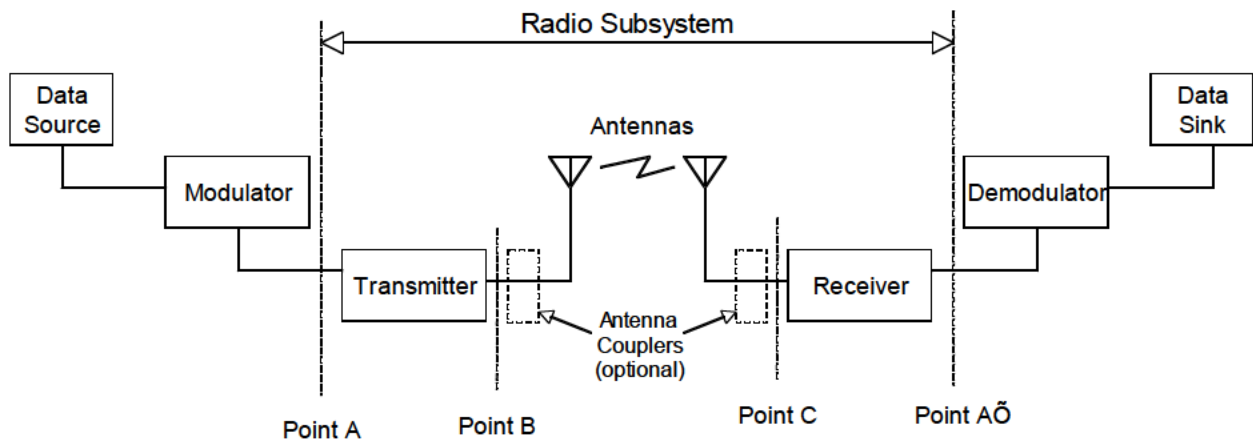 Radio Subsystem
Data
Source
Data
Sink
Antennas
Modulator
Demodulator
Transmitter
Receiver
Antenna
Couplers
(optional)
Point A
Point B
Point C
Point AÕ